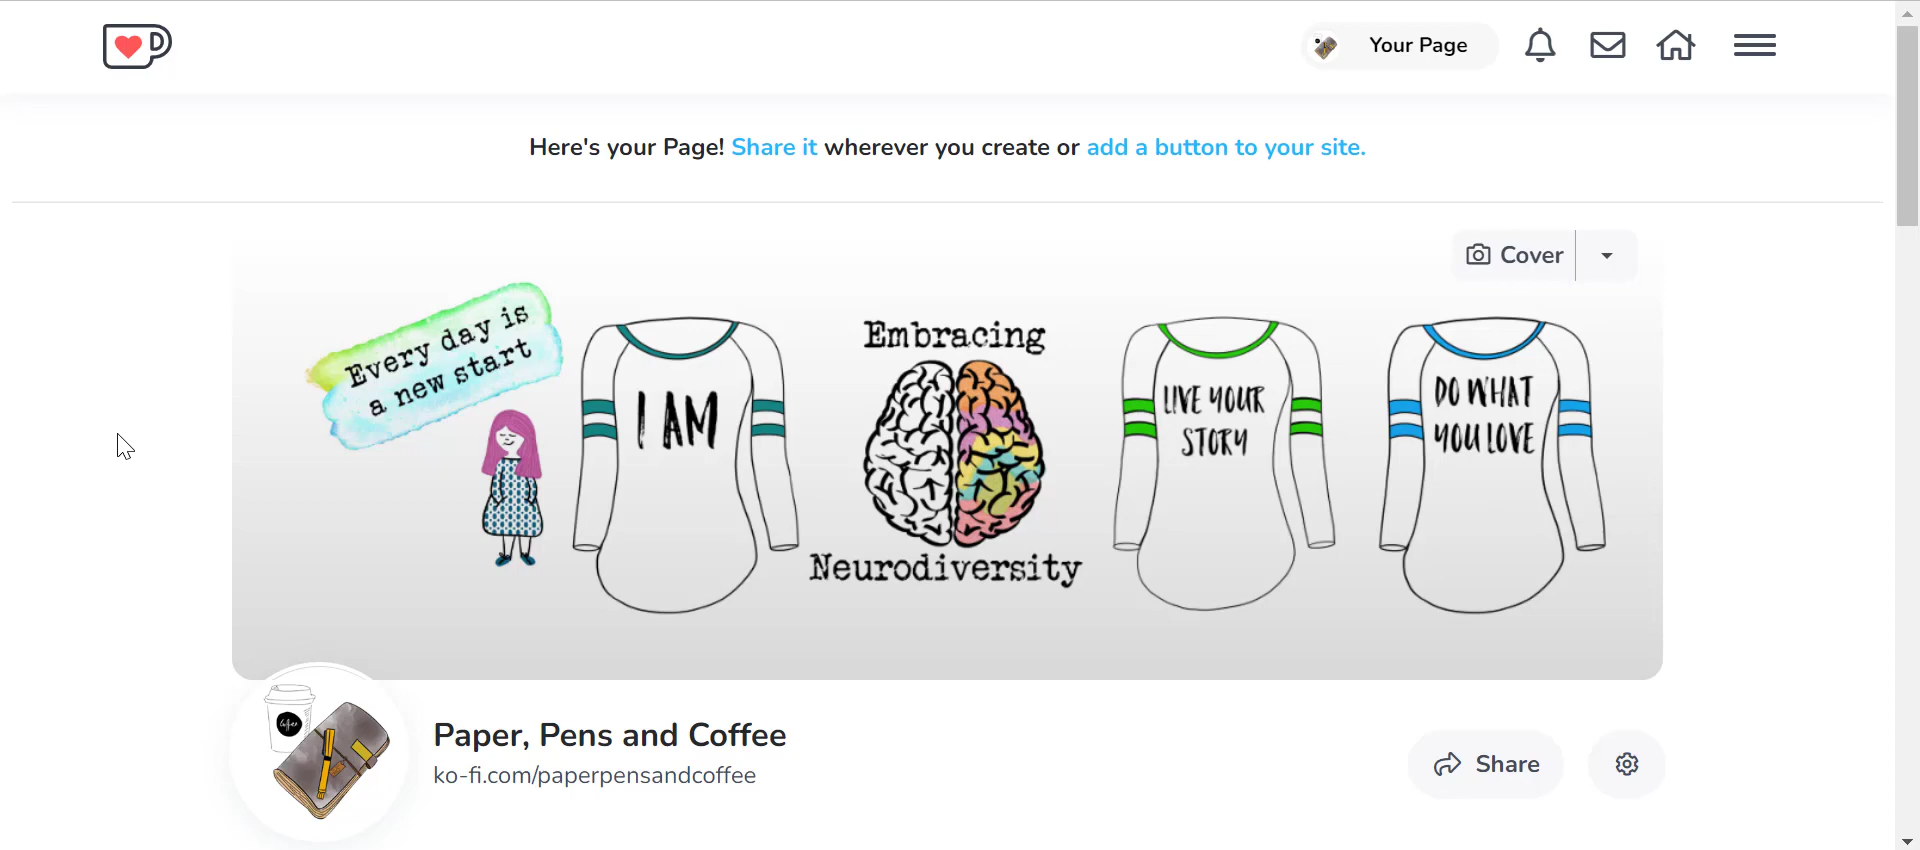 Your Page
Here's your Page! Share it wherever you create or add a button to your site.
Cover
Every day is
a new start
I AM
Embracing
Neurodiversity
LIVE YOUR
STORY
DO WHAT
YOU LOVE
Coffee
Paper, Pens and Coffee
ko-fi.com/paperpensandcoffee
Share